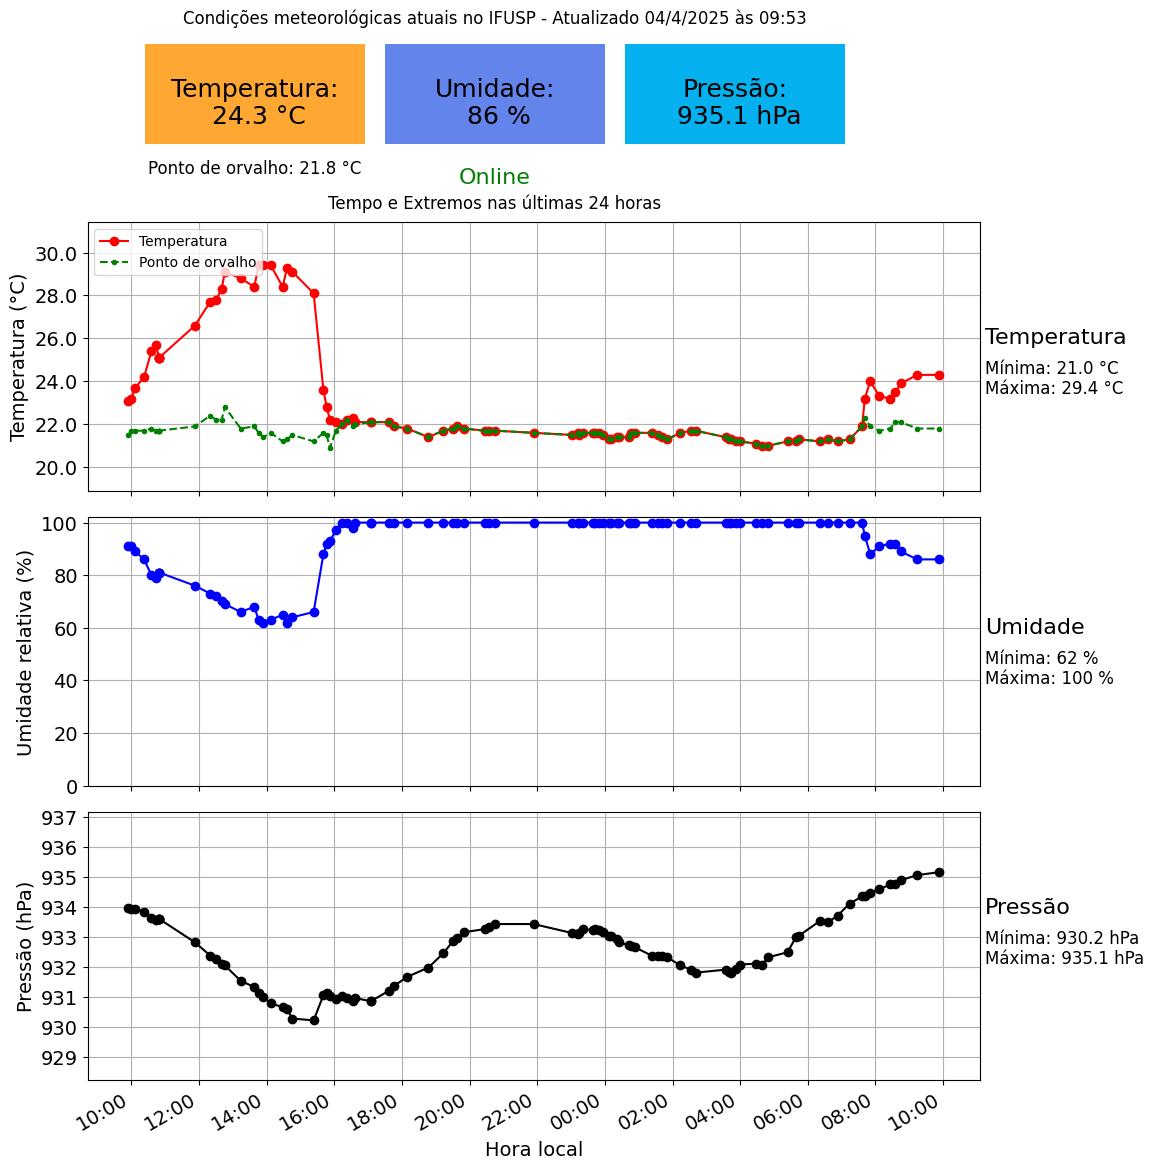 Condições meteorológicas atuais no IFUSP - Atualizado 04/4/2025 às 09:53
Temperatura:
24.3 °C
Umidade:
86 %
Pressão:
935.1 hPa
Ponto de orvalho: 21.8 °C
Online
Tempo e Extremos nas últimas 24 horas
Temperatura (°C)
30.0
28.0
26.0
24.0
22.0
20.0
Temperatura
Ponto de orvalho
Temperatura
Mínima: 21.0 °C
Máxima: 29.4 °C
Umidade relativa (%)
100
80
60
40
20
0
Umidade
Mínima: 62 %
Máxima: 100 %
Pressão (hPa)
937
936
935
934
933
932
931
930
929
Pressão
Mínima: 930.2 hPa
Máxima: 935.1 hPa
10:00
12:00
14:00
16:00
18:00
20:00
22:00
00:00
02:00
04:00
06:00
08:00
10:00
Hora local